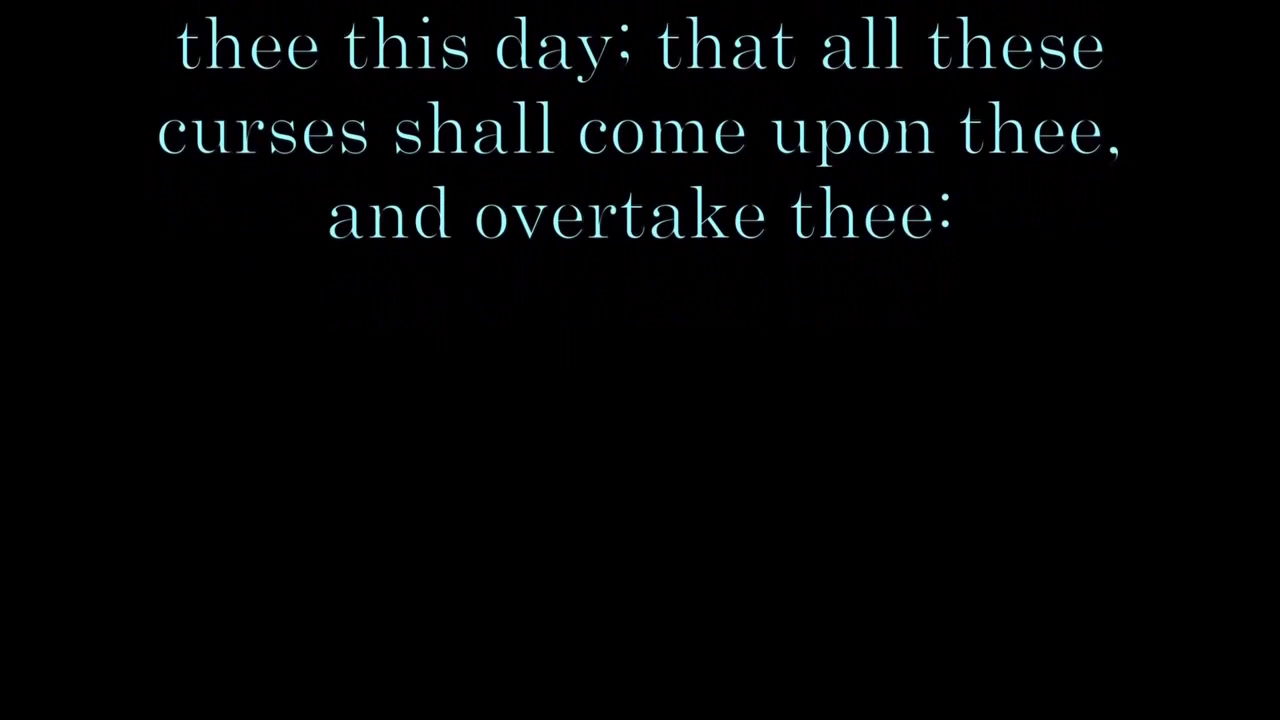 thee this day; that all these
curses shall come upon thee,
and overtake thee: